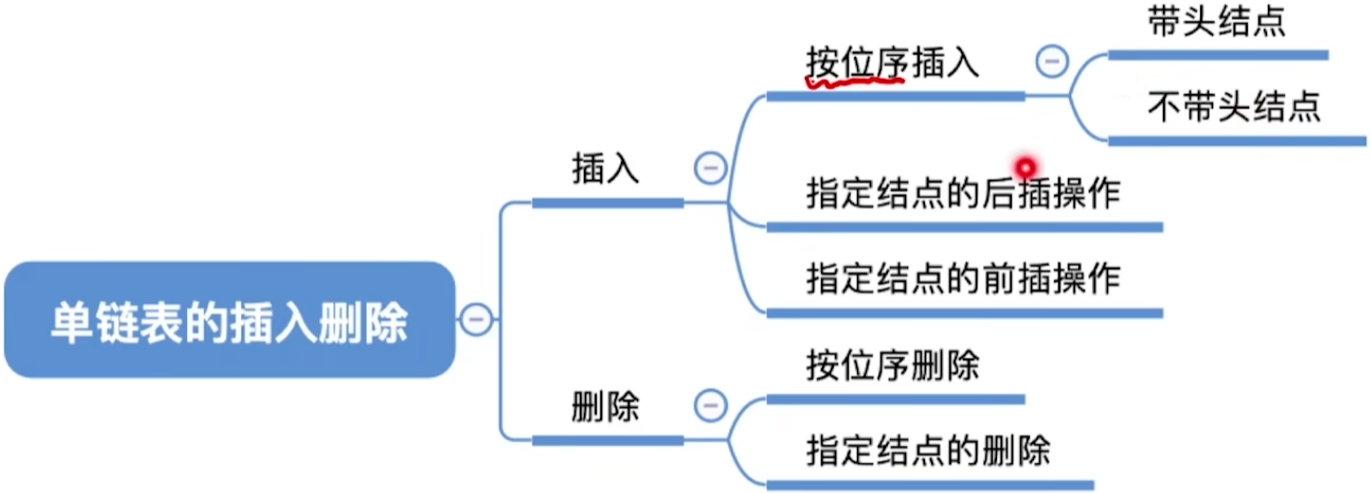 单链表的插入删除
插入
按位序插入
带头结点
不带头结点
指定结点的后插操作
指定结点的前插操作
删除
按位序删除
指定结点的删除